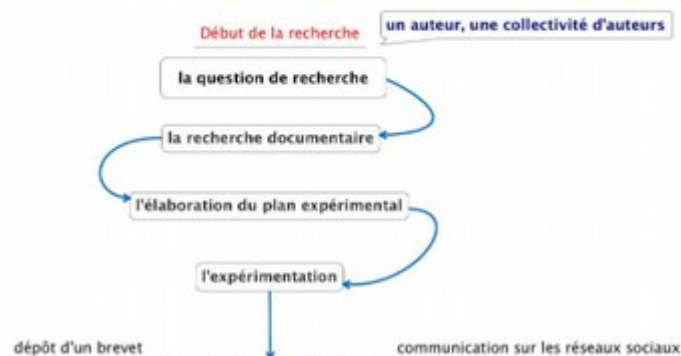 Début de la recherche
un auteur, une collectivité d'auteurs
la question de recherche
la recherche documentaire
l'élaboration du plan expérimental
l'expérimentation
dépôt d'un brevet
communication sur les réseaux sociaux